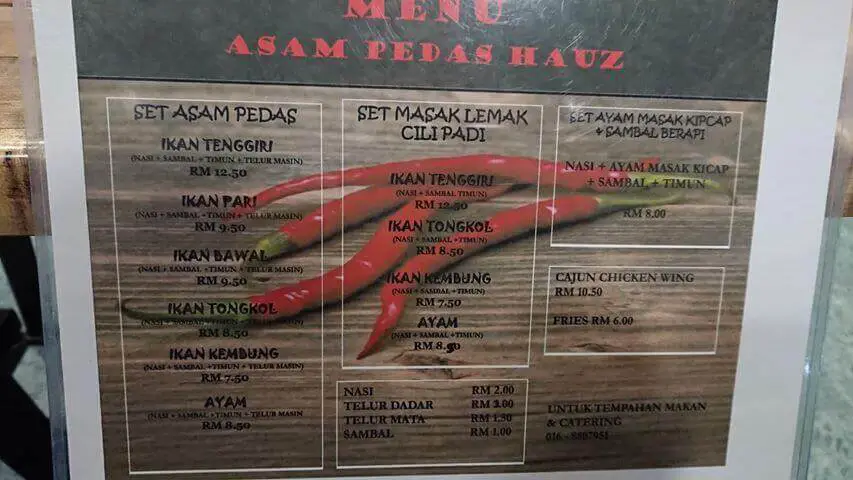 MENU
ASAM PEDAS HAUZ
SET ASAM PEDAS
IKAN TENGGIRI
(NASI + SAMBAL + TIMUN + TELUR MASIN)
RM 12.50
IKAN PARI
(NASI + SAMBAL +TIMUN + TELUR MASIN)
RM 9.50
IKAN BAWAL
(NASI + SAMBAL +TIMUN + TELUR MASIN)
RM 9.50
IKAN TONGKOL
(NASI + SAMBAL +TIMUN + TELUR MASIN)
RM 8.50
IKAN KEMBUNG
(NASI + SAMBAL +TIMUN + TELUR MASIN)
RM 7.50
AYAM
(NASI + SAMBAL +TIMUN + TELUR MASIN
RM 8.50
SET MASAK LEMAK
CILI PADI
IKAN TENGGIRI
(NASI + SAMBAL TIMUN)
RM 12.50
IKAN TONGKOL
(NASI + SAMBAL +TIMUN)
RM 8.50
IKAN KEMBUNG
(NASI + SAMBAL +TIMUN)
RM 7.50
AYAM
(NASI + SAMBAL +TIMUN)
RM 8.50
NASI RM 2.00
TELUR DADAR RM 2.00
TELUR MATA RM 1.50
SAMBAL RM 1.00
SET AYAM MASAK KIPCAP
& SAMBAL BERAPI
NASI + AYAM MASAK KICAP
+ SAMBAL + TIMUN
RM 8.00
CAJUN CHICKEN WING
RM 10.50
FRIES RM 6.00
UNTUK TEMPAHAN MAKAN
& CATERING
016 - 8867951